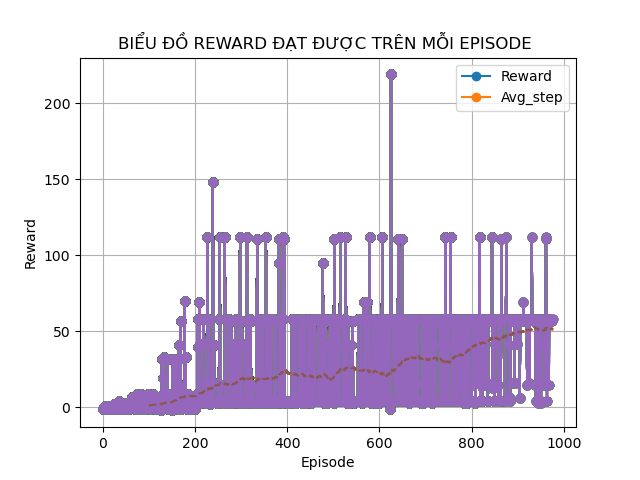 BIỂU ĐỒ REWARD ĐẠT ĐƯỢC TRÊN MỖI EPISODE
Reward
Avg_step
200
150
100
50
0
Reward
0
200
400
600
800
1000
Episode